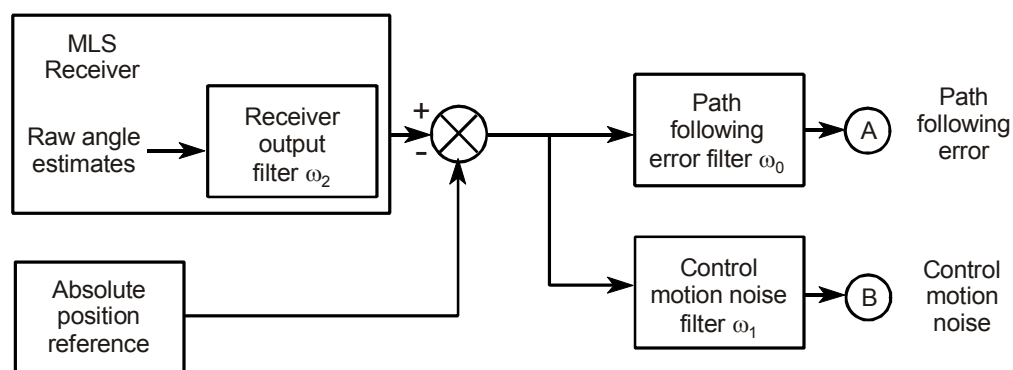 MLS
Receiver
Raw angle
estimates
Receiver
output
filter ω2
+
-
Path
following
error filter ω0
A
Path
following
error
Absolute
position
reference
Control
motion noise
filter ω1
B
Control
motion
noise